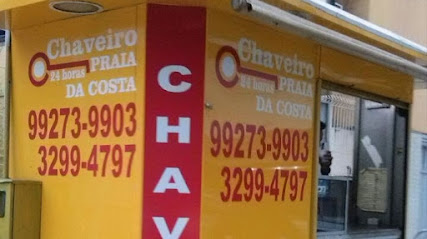 Chaveiro
24 horas PRAIA
DA COSTA
99273-9903
3299-4797
C
H
A
V
Chaveiro
24 horas PRAIA
DA COSTA
99273-9903
3299-4797